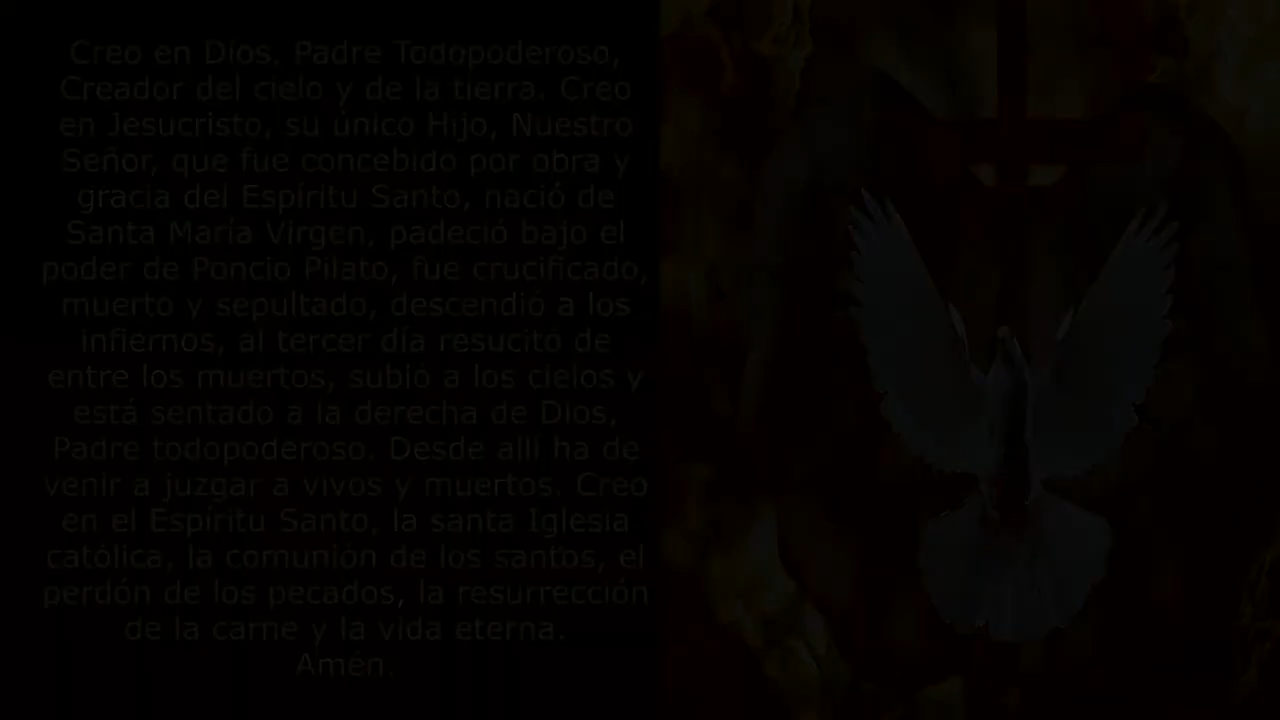 Creo en Dios, Padre Todopoderoso,
Creador del cielo y de la tierra. Creo
en Jesucristo, su único Hijo, Nuestro
Señor, que fue concebido por obra y
gracia del Espíritu Santo, nació de
Santa María Virgen, padeció bajo el
poder de Poncio Pilato, fue crucificado,
muerto y sepultado, descendió a los
infiernos, al tercer día resucitó de
entre los muertos, subió a los cielos y
está sentado a la derecha de Dios,
Padre todopoderoso. Desde allí ha de
venir a juzgar a vivos y muertos. Creo
en el Espíritu Santo, la santa Iglesia
católica, la comunión de los santos, el
perdón de los pecados, la resurrección
de la carne y la vida eterna.
Amén.